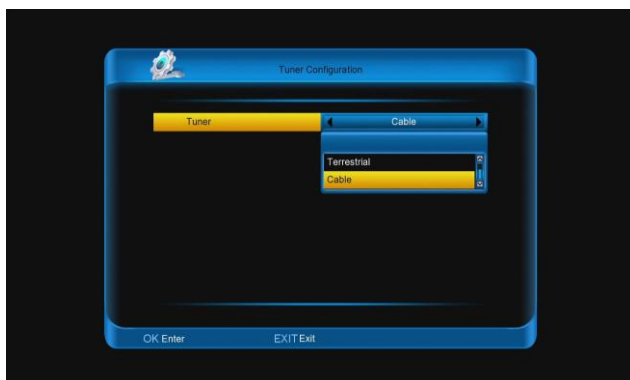 Tuner Configuration
Tuner Cable
Terrestrial
Cable
OK Enter EXIT Exit